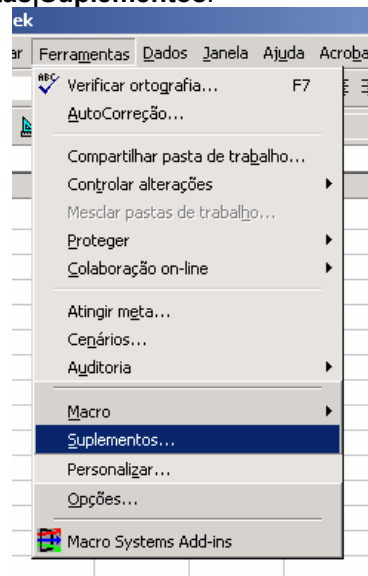 as|Suplementos.
ek
ar Ferramentas Dados Janela Ajuda Acroba
ABC Verificar ortografia... F7
AutoCorreção...
Compartilhar pasta de trabalho...
Controlar alterações
Mesclar pastas de trabalho...
Proteger
Colaboração on-line
Atingir meta...
Cenários...
Auditoria
Macro
Suplementos...
Personalizar...
Opções...
Macro Systems Add-ins